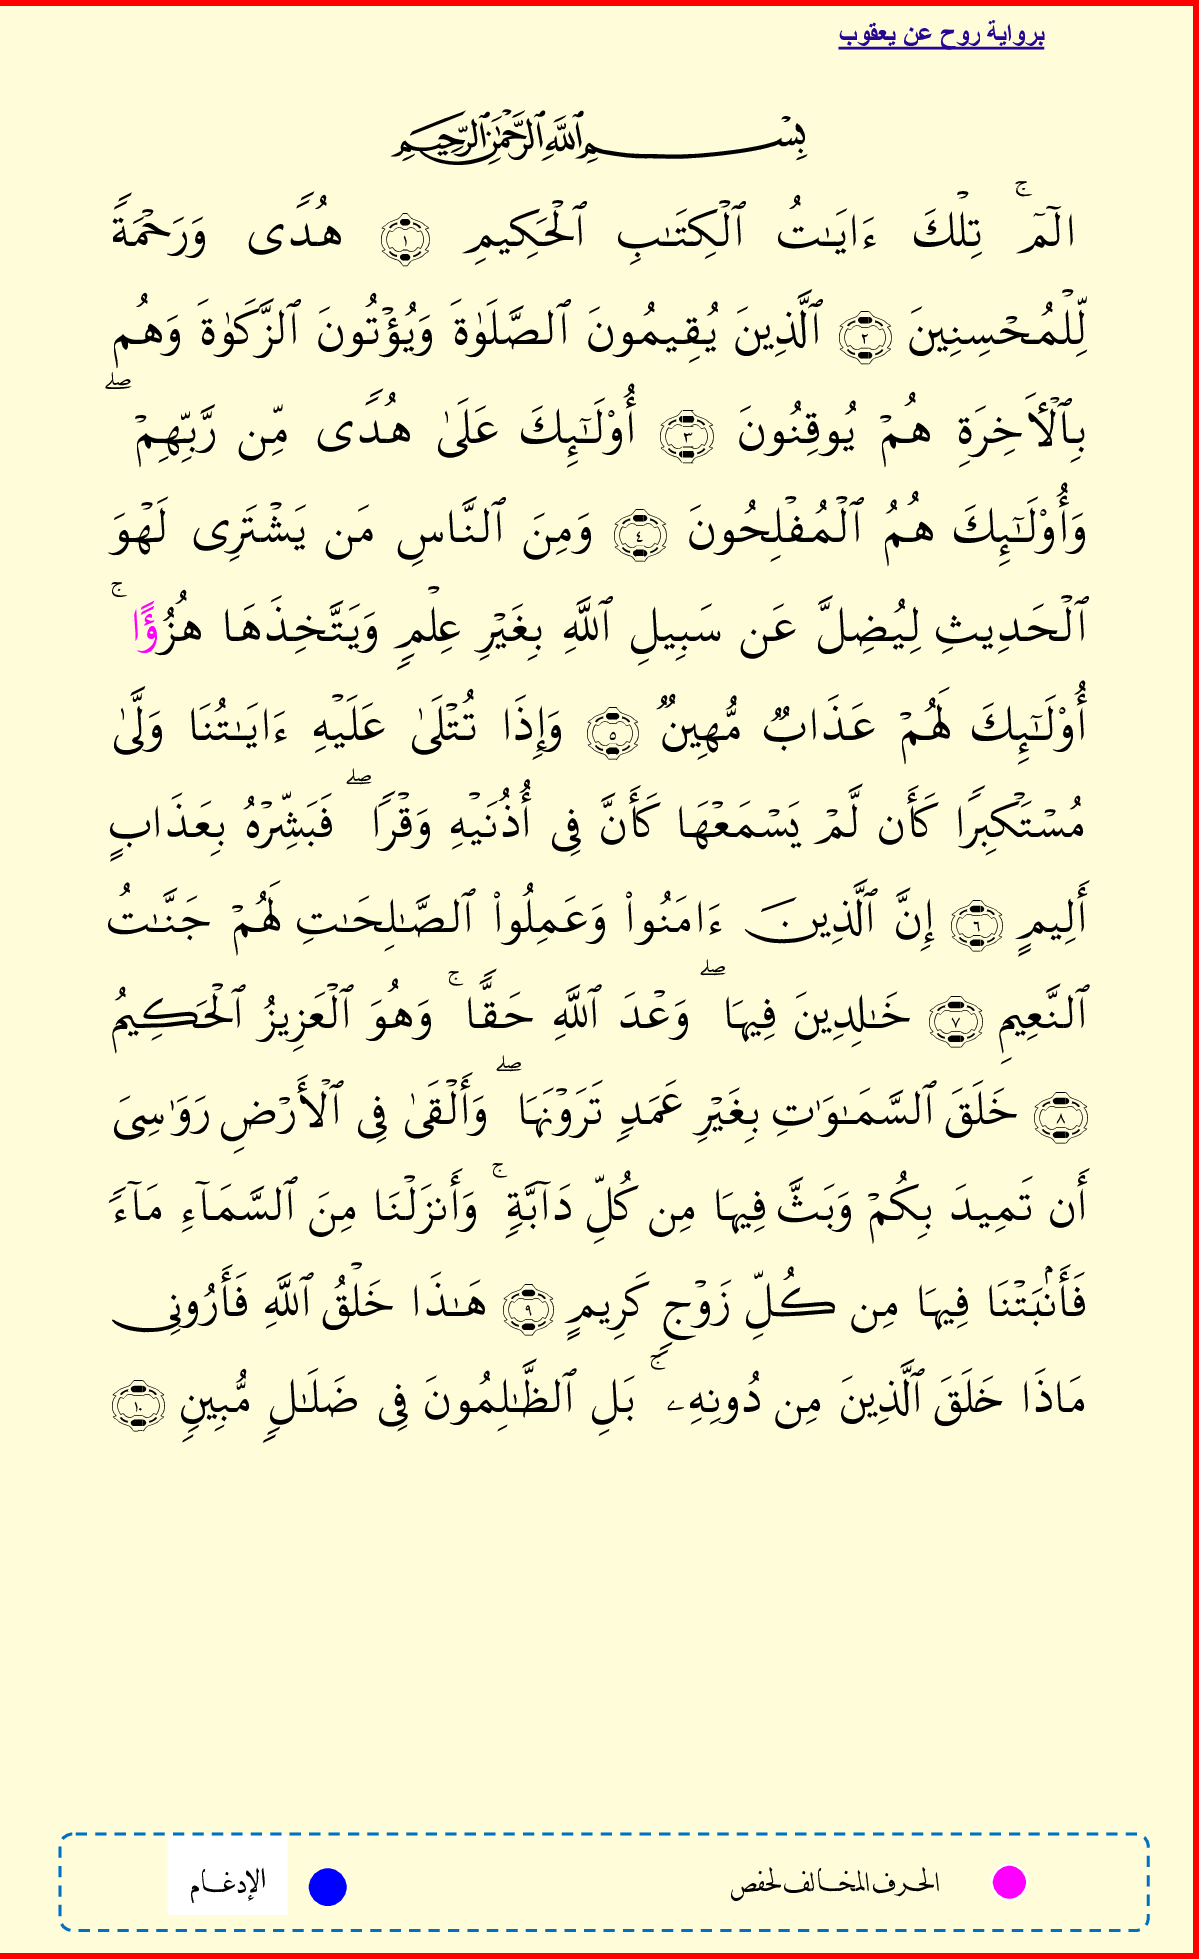 برواية روح عن يعقوب
بِسْمِ ٱللَّهِ ٱلرَّحْمَٰنِ ٱلرَّحِيمِ
الٓمٓ ۚ تِلْكَ ءَايَٰتُ ٱلْكِتَٰبِ ٱلْحَكِيمِ ١ هُدًى وَرَحْمَةً
لِّلْمُحْسِنِينَ ٢ ٱلَّذِينَ يُقِيمُونَ ٱلصَّلَوٰةَ وَيُؤْتُونَ ٱلزَّكَوٰةَ وَهُم
بِٱلْأَخِرَةِ هُمْ يُوقِنُونَ ٣ أُوْلَٰٓئِكَ عَلَىٰ هُدًى مِّن رَّبِّهِمْ ۖ
وَأُوْلَٰٓئِكَ هُمُ ٱلْمُفْلِحُونَ ٤ وَمِنَ ٱلنَّاسِ مَن يَشْتَرِى لَهْوَ
ٱلْحَدِيثِ لِيُضِلَّ عَن سَبِيلِ ٱللَّهِ بِغَيْرِ عِلْمٍ وَيَتَّخِذَهَا هُزُؤًا ۚ
أُوْلَٰٓئِكَ لَهُمْ عَذَابٌ مُّهِينٌ ٥ وَإِذَا تُتْلَىٰ عَلَيْهِ ءَايَٰتُنَا وَلَّىٰ
مُسْتَكْبِرًا كَأَن لَّمْ يَسْمَعْهَا كَأَنَّ فِى أُذُنَيْهِ وَقْرًا ۖ فَبَشِّرْهُ بِعَذَابٍ
أَلِيمٍ ٦ إِنَّ ٱلَّذِينَ ءَامَنُواْ وَعَمِلُواْ ٱلصَّٰلِحَٰتِ لَهُمْ جَنَّٰتُ
ٱلنَّعِيمِ ٧ خَٰلِدِينَ فِيهَا ۖ وَعْدَ ٱللَّهِ حَقًّا ۚ وَهُوَ ٱلْعَزِيزُ ٱلْحَكِيمُ
٨ خَلَقَ ٱلسَّمَٰوَٰتِ بِغَيْرِ عَمَدٍ تَرَوْنَهَا ۖ وَأَلْقَىٰ فِى ٱلْأَرْضِ رَوَٰسِىَ
أَن تَمِيدَ بِكُمْ وَبَثَّ فِيهَا مِن كُلِّ دَآبَّةٍ ۚ وَأَنزَلْنَا مِنَ ٱلسَّمَآءِ مَآءً
فَأَنۢبَتْنَا فِيهَا مِن كُلِّ زَوْجٍ كَرِيمٍ ٩ هَٰذَا خَلْقُ ٱللَّهِ فَأَرُونِى
مَاذَا خَلَقَ ٱلَّذِينَ مِن دُونِهِۦ ۚ بَلِ ٱلظَّٰلِمُونَ فِى ضَلَٰلٍ مُّبِينٍ ١٠
الحرف المخالف لحفص
الإدغام